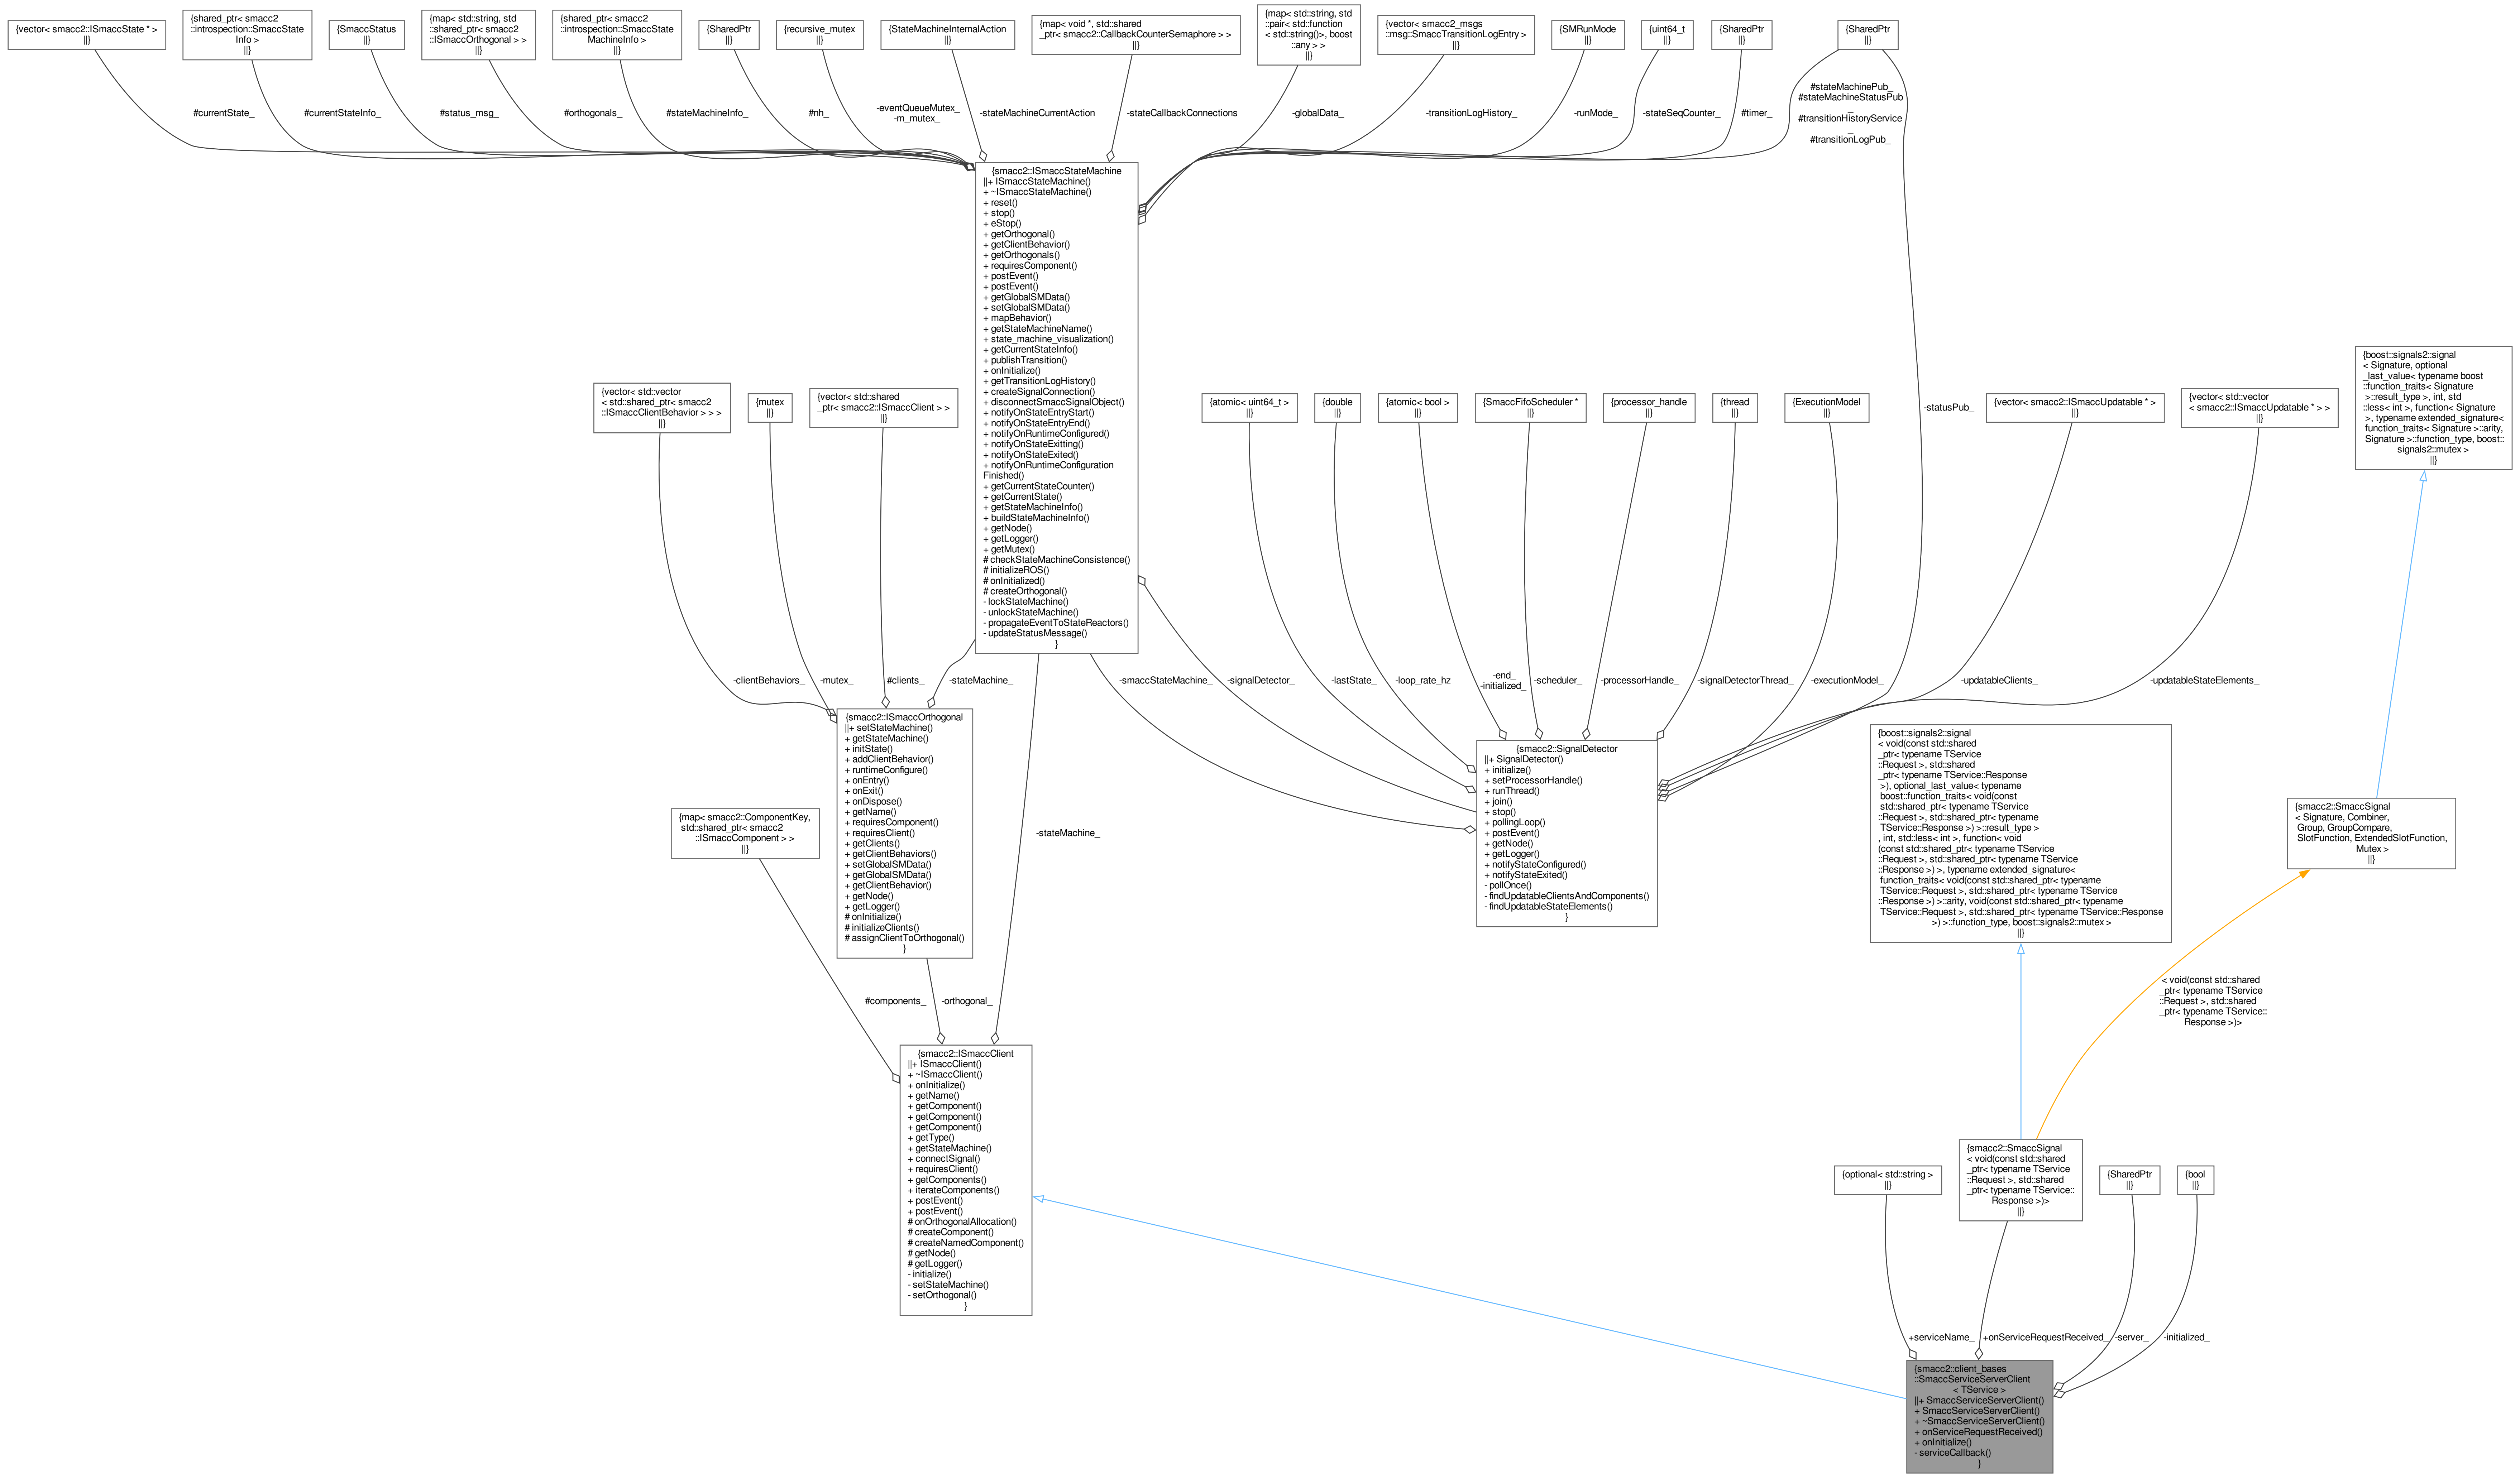 {vector< smacc2::ISmaccState * >
||}
{shared_ptr< smacc2
::introspection::SmaccState
Info >
||}
{SmaccStatus
||}
{map< std::string, std
::shared_ptr< smacc2
::ISmaccOrthogonal > >
||}
{shared_ptr< smacc2
::introspection::SmaccState
MachineInfo >
||}
{SharedPtr
||}
{recursive_mutex
||}
{StateMachineInternalAction
||}
{map< void *, std::shared
_ptr< smacc2::CallbackCounterSemaphore > >
||}
{map< std::string, std
::pair< std::function
< std::string()>, boost
::any > >
||}
{vector< smacc2_msgs
::msg::SmaccTransitionLogEntry >
||}
{SMRunMode
||}
{uint64_t
||}
{SharedPtr
||}
{SharedPtr
||}
#currentState_
#currentStateInfo_
#status_msg_
#orthogonals_
#stateMachineInfo_
#nh_
-eventQueueMutex_
-m_mutex_
-stateMachineCurrentAction
-stateCallbackConnections
-globalData_
-transitionLogHistory_
-runMode_
-stateSeqCounter_
#timer_
#stateMachinePub_
#stateMachineStatusPub
_
#transitionHistoryService
_
#transitionLogPub_
{smacc2::ISmaccStateMachine
||+ ISmaccStateMachine()
+ ~ISmaccStateMachine()
+ reset()
+ stop()
+ eStop()
+ getOrthogonal()
+ getClientBehavior()
+ getOrthogonals()
+ requiresComponent()
+ postEvent()
+ postEvent()
+ getGlobalSMData()
+ setGlobalSMData()
+ mapBehavior()
+ getStateMachineName()
+ state_machine_visualization()
+ getCurrentStateInfo()
+ publishTransition()
+ onInitialize()
+ getTransitionLogHistory()
+ createSignalConnection()
+ disconnectSmaccSignalObject()
+ notifyOnStateEntryStart()
+ notifyOnStateEntryEnd()
+ notifyOnRuntimeConfigured()
+ notifyOnStateExitting()
+ notifyOnStateExited()
+ notifyOnRuntimeConfiguration
Finished()
+ getCurrentStateCounter()
+ getCurrentState()
+ getStateMachineInfo()
+ buildStateMachineInfo()
+ getNode()
+ getLogger()
+ getMutex()
# checkStateMachineConsistence()
# initializeROS()
# onInitialized()
# createOrthogonal()
- lockStateMachine()
- unlockStateMachine()
- propagateEventToStateReactors()
- updateStatusMessage()
}
{boost::signals2::signal
< Signature, optional
_last_value< typename boost
::function_traits< Signature
>::result_type >, int, std
::less< int >, function< Signature
>, typename extended_signature<
function_traits< Signature >::arity,
Signature >::function_type, boost::
signals2::mutex >
||}
{vector< std::vector
< std::shared_ptr< smacc2
::ISmaccClientBehavior > > >
||}
{mutex
||}
{vector< std::shared
_ptr< smacc2::ISmaccClient > >
||}
{atomic< uint64_t >
||}
{double
||}
{atomic< bool >
||}
{SmaccFifoScheduler *
||}
{processor_handle
||}
{thread
||}
{ExecutionModel
||}
-statusPub_
{vector< smacc2::ISmaccUpdatable * >
||}
{vector< std::vector
< smacc2::ISmaccUpdatable * > >
||}
-clientBehaviors_
-mutex_
#clients_
-stateMachine_
-smaccStateMachine_
-signalDetector_
-lastState_
-loop_rate_hz
-end_
-initialized_
-scheduler_
-processorHandle_
-signalDetectorThread_
-executionModel_
-updatableClients_
-updatableStateElements_
{smacc2::ISmaccOrthogonal
||+ setStateMachine()
+ getStateMachine()
+ initState()
+ addClientBehavior()
+ runtimeConfigure()
+ onEntry()
+ onExit()
+ onDispose()
+ getName()
+ requiresComponent()
+ requiresClient()
+ getClients()
+ getClientBehaviors()
+ setGlobalSMData()
+ getGlobalSMData()
+ getClientBehavior()
+ getNode()
+ getLogger()
# onInitialize()
# initializeClients()
# assignClientToOrthogonal()
}
{smacc2::SignalDetector
||+ SignalDetector()
+ initialize()
+ setProcessorHandle()
+ runThread()
+ join()
+ stop()
+ pollingLoop()
+ postEvent()
+ getNode()
+ getLogger()
+ notifyStateConfigured()
+ notifyStateExited()
- pollOnce()
- findUpdatableClientsAndComponents()
- findUpdatableStateElements()
}
{boost::signals2::signal
< void(const std::shared
_ptr< typename TService
::Request >, std::shared
_ptr< typename TService::Response
>), optional_last_value< typename
boost::function_traits< void(const
std::shared_ptr< typename TService
::Request >, std::shared_ptr< typename
TService::Response >) >::result_type >
, int, std::less< int >, function< void
(const std::shared_ptr< typename TService
::Request >, std::shared_ptr< typename TService
::Response >) >, typename extended_signature<
function_traits< void(const std::shared_ptr< typename
TService::Request >, std::shared_ptr< typename TService
::Response >) >::arity, void(const std::shared_ptr< typename
TService::Request >, std::shared_ptr< typename TService::Response
>) >::function_type, boost::signals2::mutex >
||}
{smacc2::SmaccSignal
< Signature, Combiner,
Group, GroupCompare,
SlotFunction, ExtendedSlotFunction,
Mutex >
||}
{map< smacc2::ComponentKey,
std::shared_ptr< smacc2
::ISmaccComponent > >
||}
-stateMachine_
#components_
-orthogonal_
< void(const std::shared
_ptr< typename TService
::Request >, std::shared
_ptr< typename TService::
Response >)>
{smacc2::ISmaccClient
||+ ISmaccClient()
+ ~ISmaccClient()
+ onInitialize()
+ getName()
+ getComponent()
+ getComponent()
+ getComponent()
+ getType()
+ getStateMachine()
+ connectSignal()
+ requiresClient()
+ getComponents()
+ iterateComponents()
+ postEvent()
+ postEvent()
# onOrthogonalAllocation()
# createComponent()
# createNamedComponent()
# getNode()
# getLogger()
- initialize()
- setStateMachine()
- setOrthogonal()
}
{optional< std::string >
||}
{smacc2::SmaccSignal
< void(const std::shared
_ptr< typename TService
::Request >, std::shared
_ptr< typename TService::
Response >)>
||}
{SharedPtr
||}
{bool
||}
+serviceName_
+onServiceRequestReceived_
-server_
-initialized_
{smacc2::client_bases
::SmaccServiceServerClient
< TService >
||+ SmaccServiceServerClient()
+ SmaccServiceServerClient()
+ ~SmaccServiceServerClient()
+ onServiceRequestReceived()
+ onInitialize()
- serviceCallback()
}